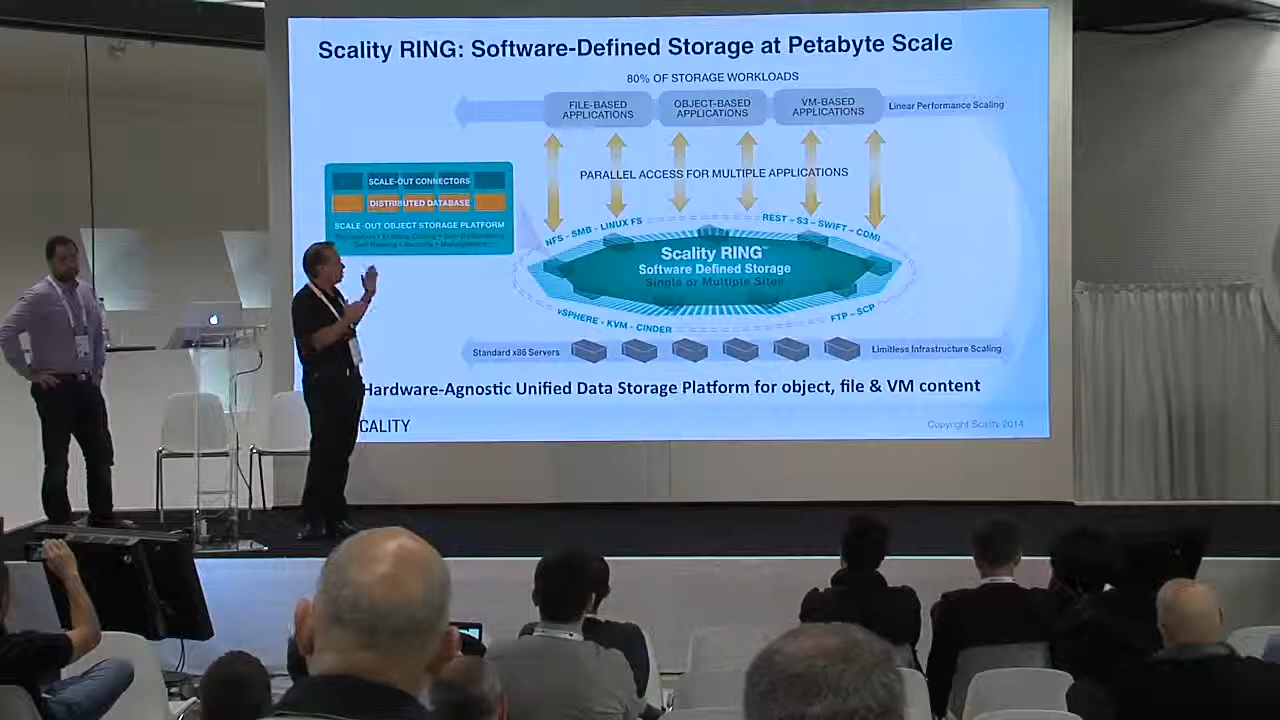 Scality RING: Software-Defined Storage at Petabyte Scale
80% OF STORAGE WORKLOADS
FILE-BASED
APPLICATIONS
OBJECT-BASED
APPLICATIONS
VM-BASED
APPLICATIONS
Linear Performance Scaling
PARALLEL ACCESS FOR MULTIPLE APPLICATIONS
SCALE-OUT CONNECTORS
DISTRIBUTED DATABASE
SCALE-OUT OBJECT STORAGE PLATFORM
NFS - SMB - LINUX FS
REST - S3 - SWIFT - CDMI
Scality RING™
Software Defined Storage
Single or Multiple Sites
vSPHERE - KVM - CINDER
FTP - SCP
Standard x86 Servers
Limitless Infrastructure Scaling
Hardware-Agnostic Unified Data Storage Platform for object, file & VM content
CALITY
Copyright Scality 2014